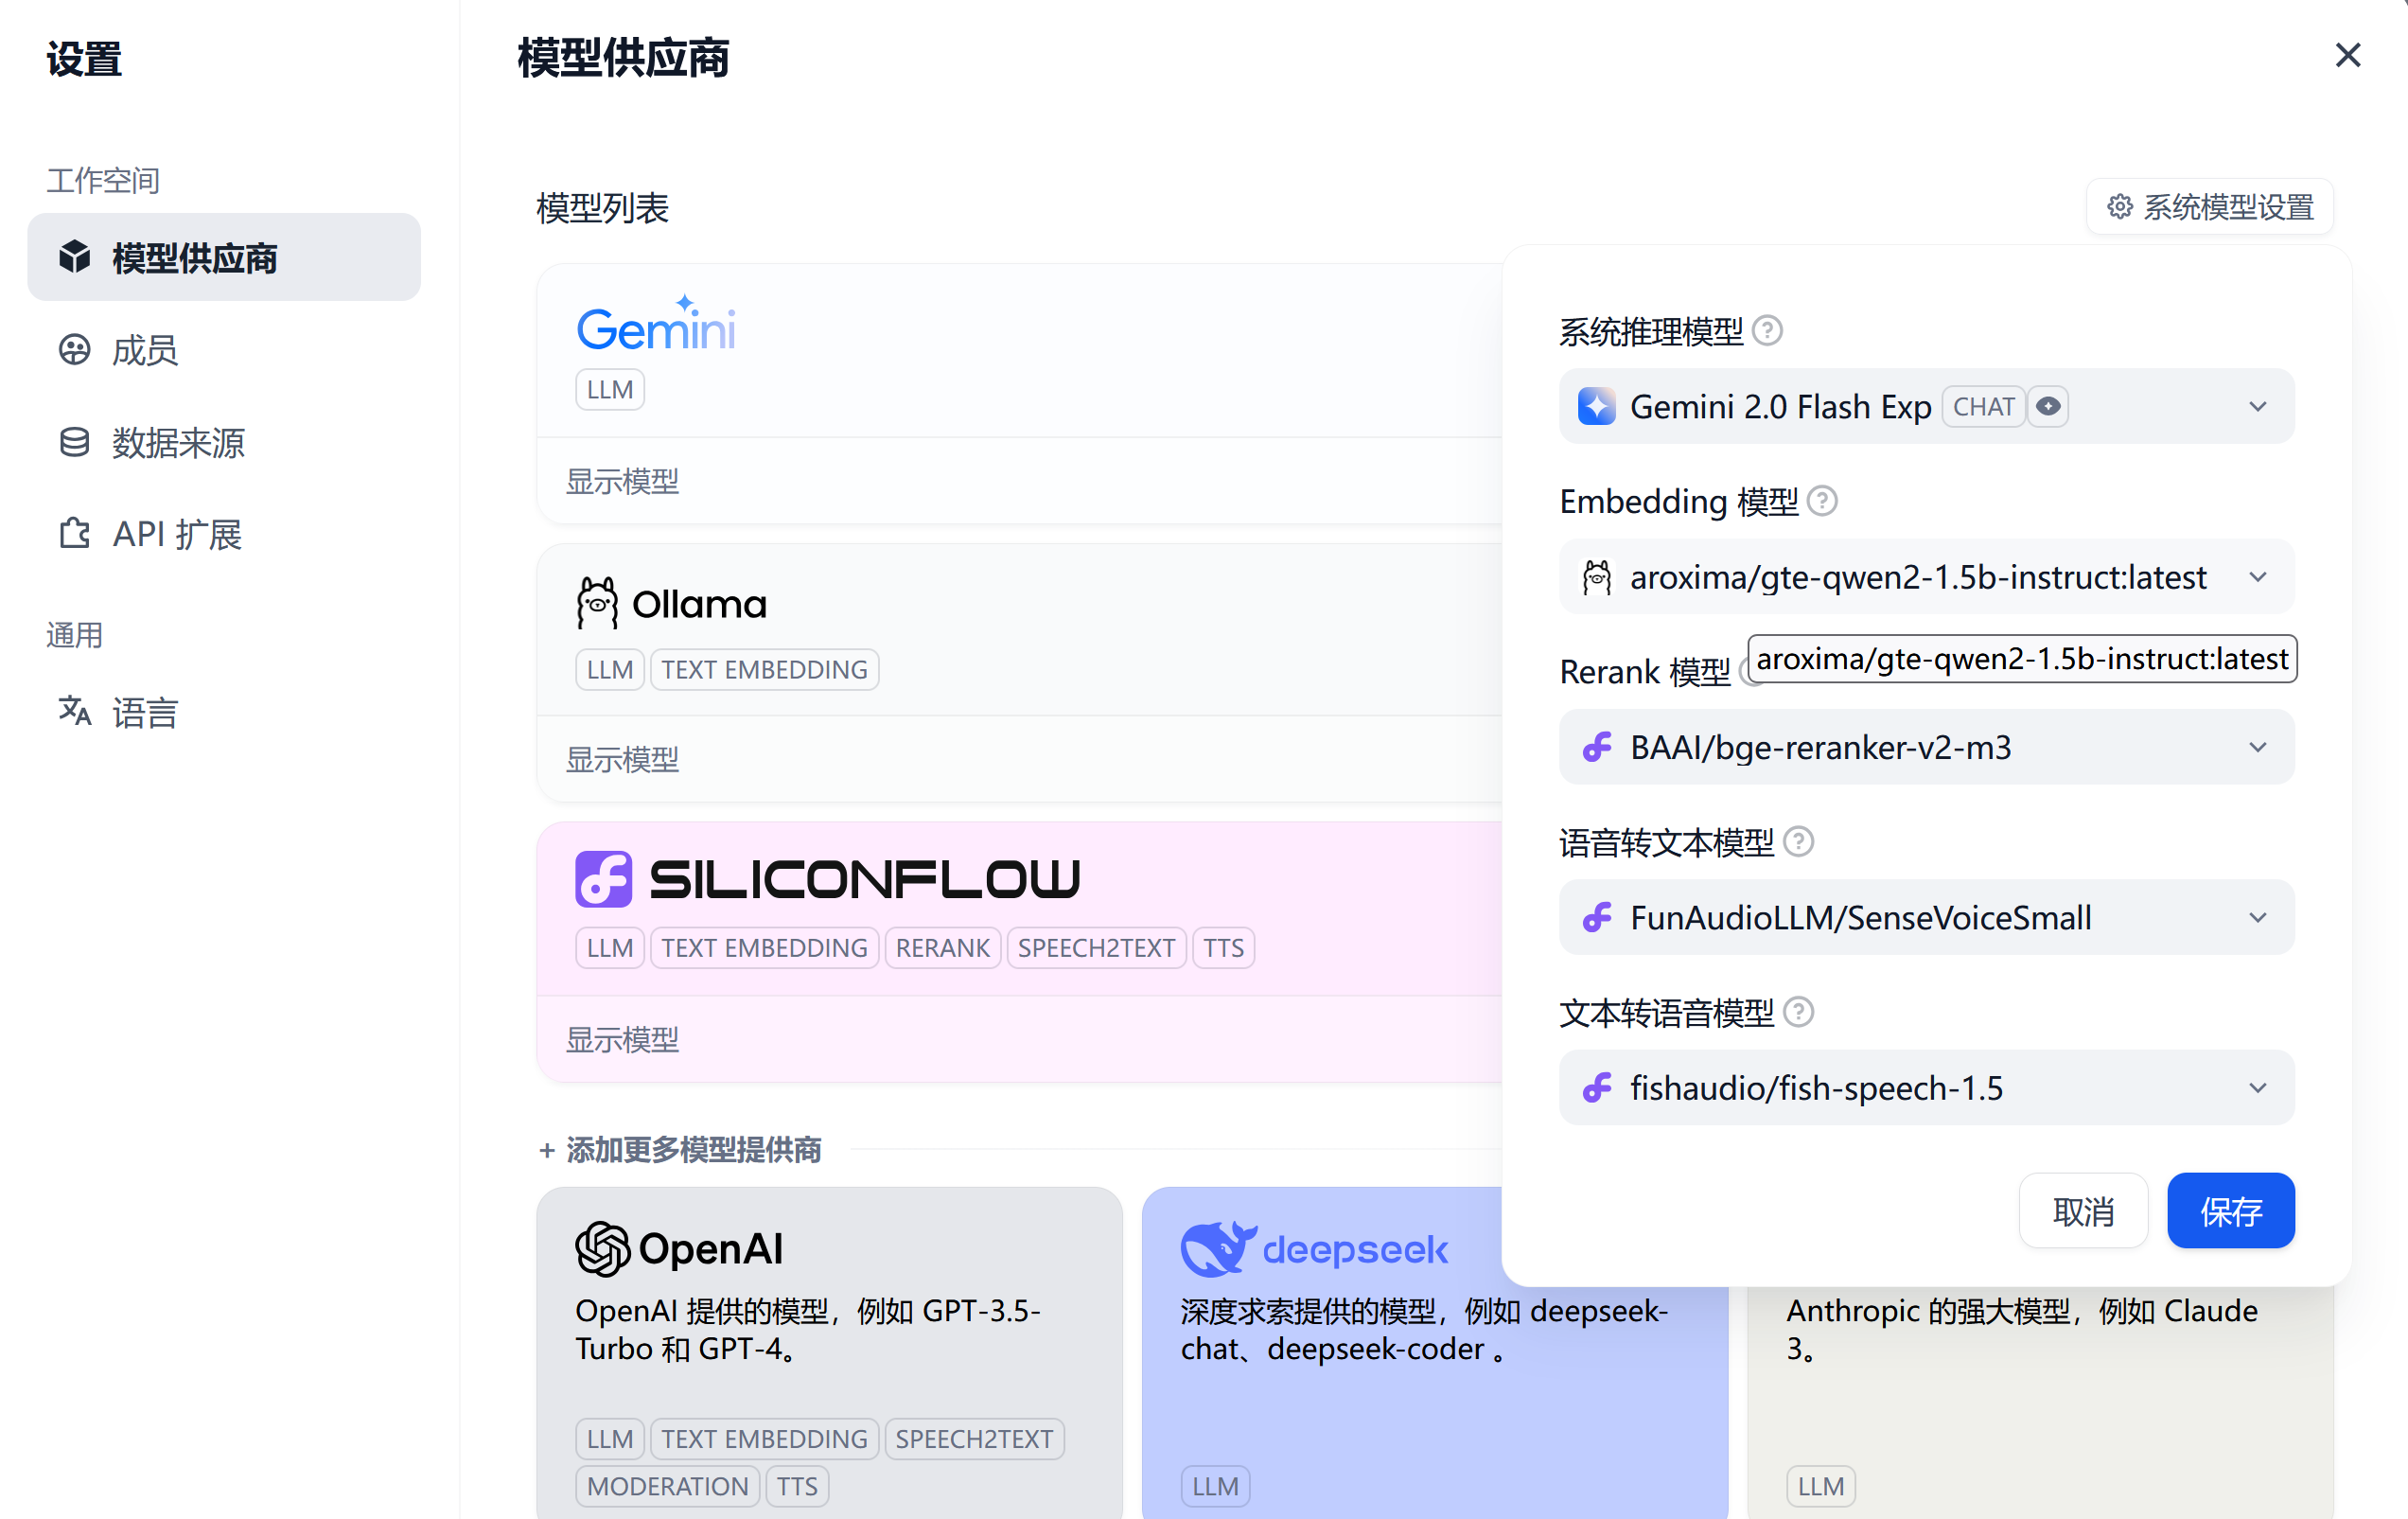 设置
工作空间
模型供应商
成员
数据来源
API 扩展
通用
语言
模型供应商
模型列表
系统模型设置
Gemini
LLM
显示模型
Ollama
LLM TEXT EMBEDDING
显示模型
SILICONFLOW
LLM TEXT EMBEDDING RERANK SPEECH2TEXT TTS
显示模型
+ 添加更多模型提供商
OpenAI
OpenAI 提供的模型，例如 GPT-3.5-
Turbo 和 GPT-4。
LLM TEXT EMBEDDING SPEECH2TEXT
MODERATION TTS
deepseek
深度求索提供的模型，例如 deepseek-
chat、deepseek-coder 。
LLM
Anthropic 的强大模型，例如 Claude
3。
LLM
系统推理模型
Gemini 2.0 Flash Exp CHAT
Embedding 模型
aroxima/gte-qwen2-1.5b-instruct:latest
Rerank 模型
aroxima/gte-qwen2-1.5b-instruct:latest
BAAI/bge-reranker-v2-m3
语音转文本模型
FunAudioLLM/SenseVoiceSmall
文本转语音模型
fishaudio/fish-speech-1.5
取消
保存